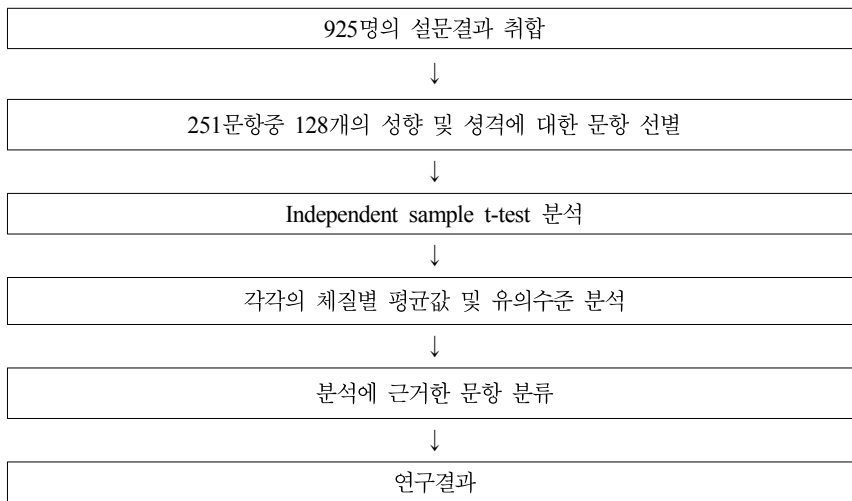 925명의 설문결과 취합
↓
251문항중 128개의 성향 및 셩격에 대한 문항 선별
↓
Independent sample t-test 분석
↓
각각의 체질별 평균값 및 유의수준 분석
↓
분석에 근거한 문항 분류
↓
연구결과